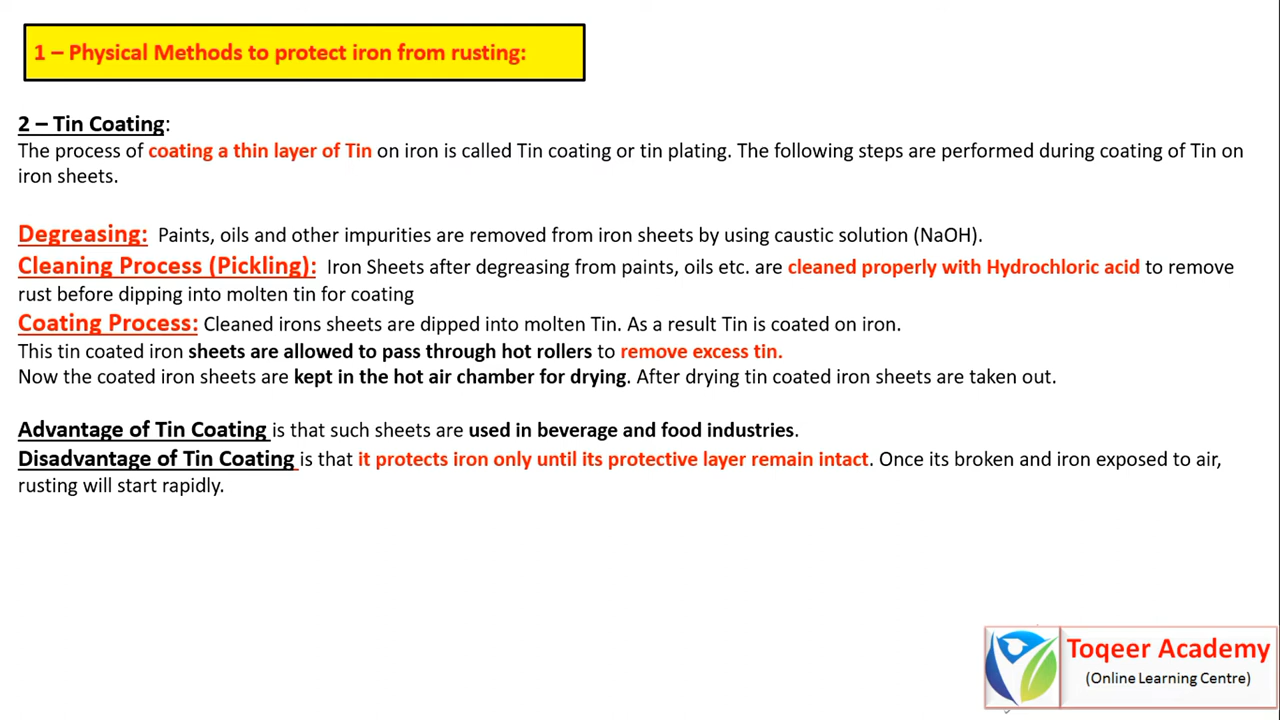 1 – Physical Methods to protect iron from rusting:
2 – Tin Coating:
The process of coating a thin layer of Tin on iron is called Tin coating or tin plating. The following steps are performed during coating of Tin on
iron sheets.
Degreasing: Paints, oils and other impurities are removed from iron sheets by using caustic solution (NaOH).
Cleaning Process (Pickling): Iron Sheets after degreasing from paints, oils etc. are cleaned properly with Hydrochloric acid to remove
rust before dipping into molten tin for coating
Coating Process: Cleaned irons sheets are dipped into molten Tin. As a result Tin is coated on iron.
This tin coated iron sheets are allowed to pass through hot rollers to remove excess tin.
Now the coated iron sheets are kept in the hot air chamber for drying. After drying tin coated iron sheets are taken out.
Advantage of Tin Coating is that such sheets are used in beverage and food industries.
Disadvantage of Tin Coating is that it protects iron only until its protective layer remain intact. Once its broken and iron exposed to air,
rusting will start rapidly.
Toqeer Academy
(Online Learning Centre)